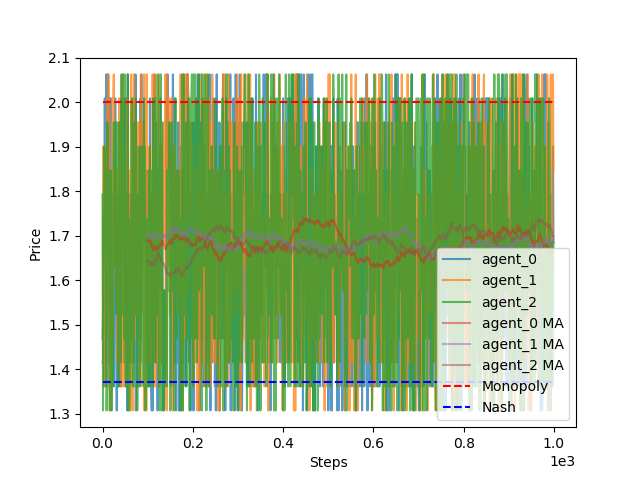 2.1
2.0
1.9
1.8
1.7
1.6
1.5
1.4
1.3
Price
agent_0
agent_1
agent_2
agent_0 MA
agent_1 MA
agent_2 MA
Monopoly
Nash
0.0 0.2 0.4 0.6 0.8 1.0
Steps
1e3